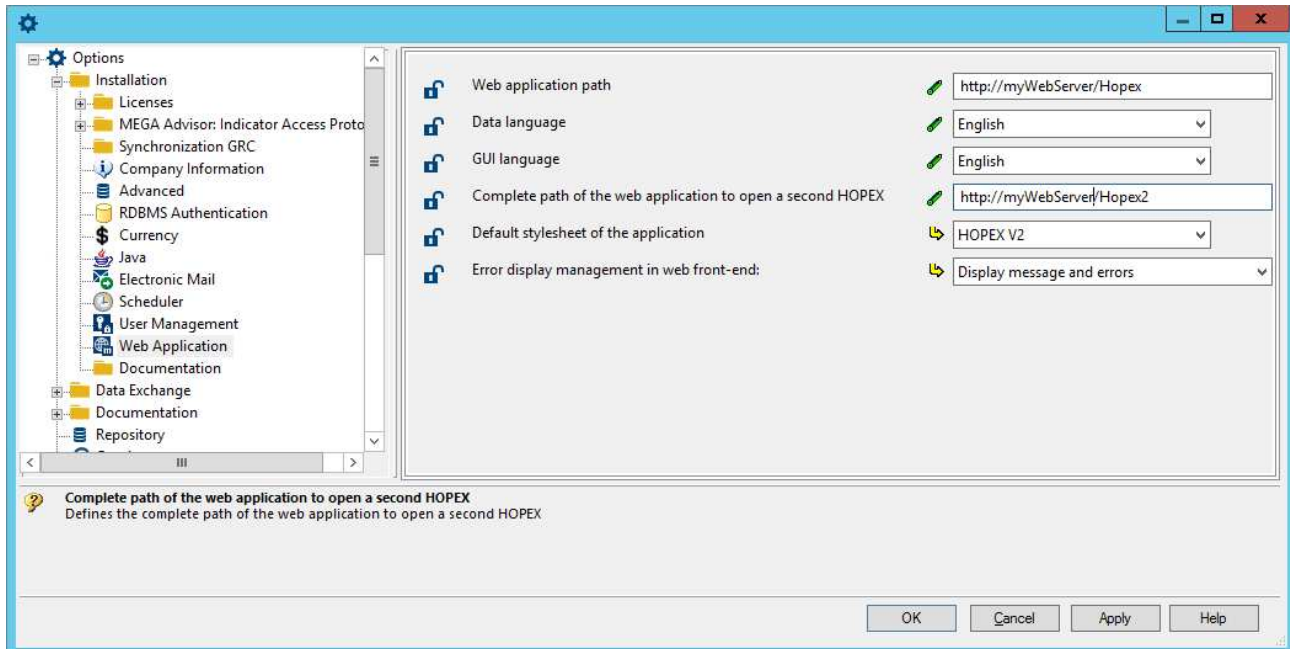 Options
Installation
Licenses
MEGA Advisor: Indicator Access Proto
Synchronization GRC
Company Information
Advanced
RDBMS Authentication
Currency
Java
Electronic Mail
Scheduler
User Management
Web Application
Documentation
Data Exchange
Documentation
Repository
Web application path http://myWebServer/Hopex
Data language English
GUI language English
Complete path of the web application to open a second HOPEX http://myWebServer/Hopex2
Default stylesheet of the application HOPEX V2
Error display management in web front-end: Display message and errors
Complete path of the web application to open a second HOPEX
Defines the complete path of the web application to open a second HOPEX
OK Cancel Apply Help